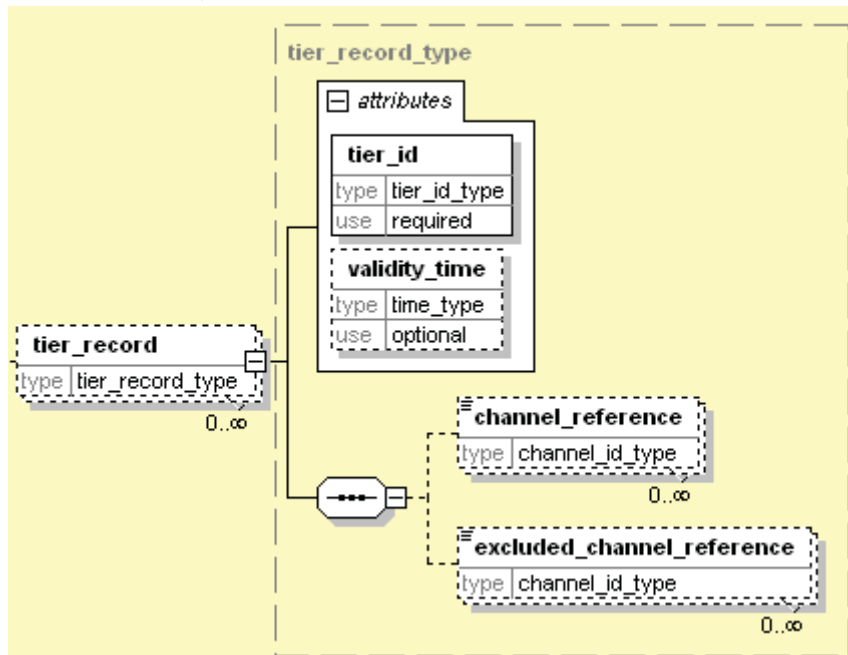 tier_record_type
attributes
tier_id
type tier_id_type
use required
validity_time
type time_type
use optional
tier_record
type tier_record_type
0..∞
channel_reference
type channel_id_type
0..∞
excluded_channel_reference
type channel_id_type
0..∞